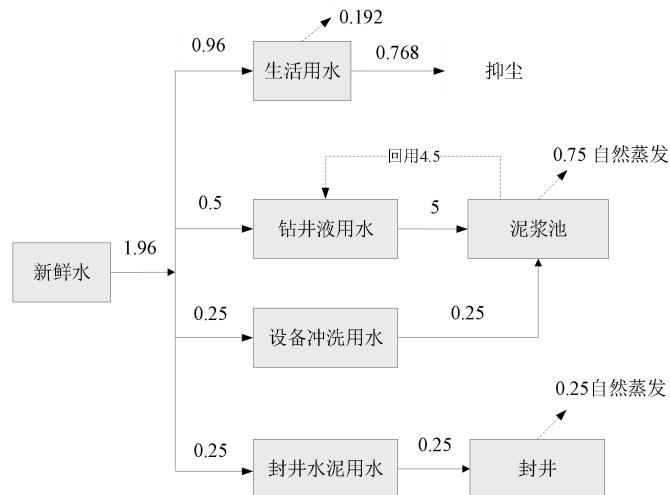 0.192
0.96
生活用水
0.768
抑尘
回用4.5
0.75 自然蒸发
0.5
钻井液用水
5
泥浆池
新鲜水
1.96
0.25
设备冲洗用水
0.25
0.25自然蒸发
0.25
封井水泥用水
0.25
封井